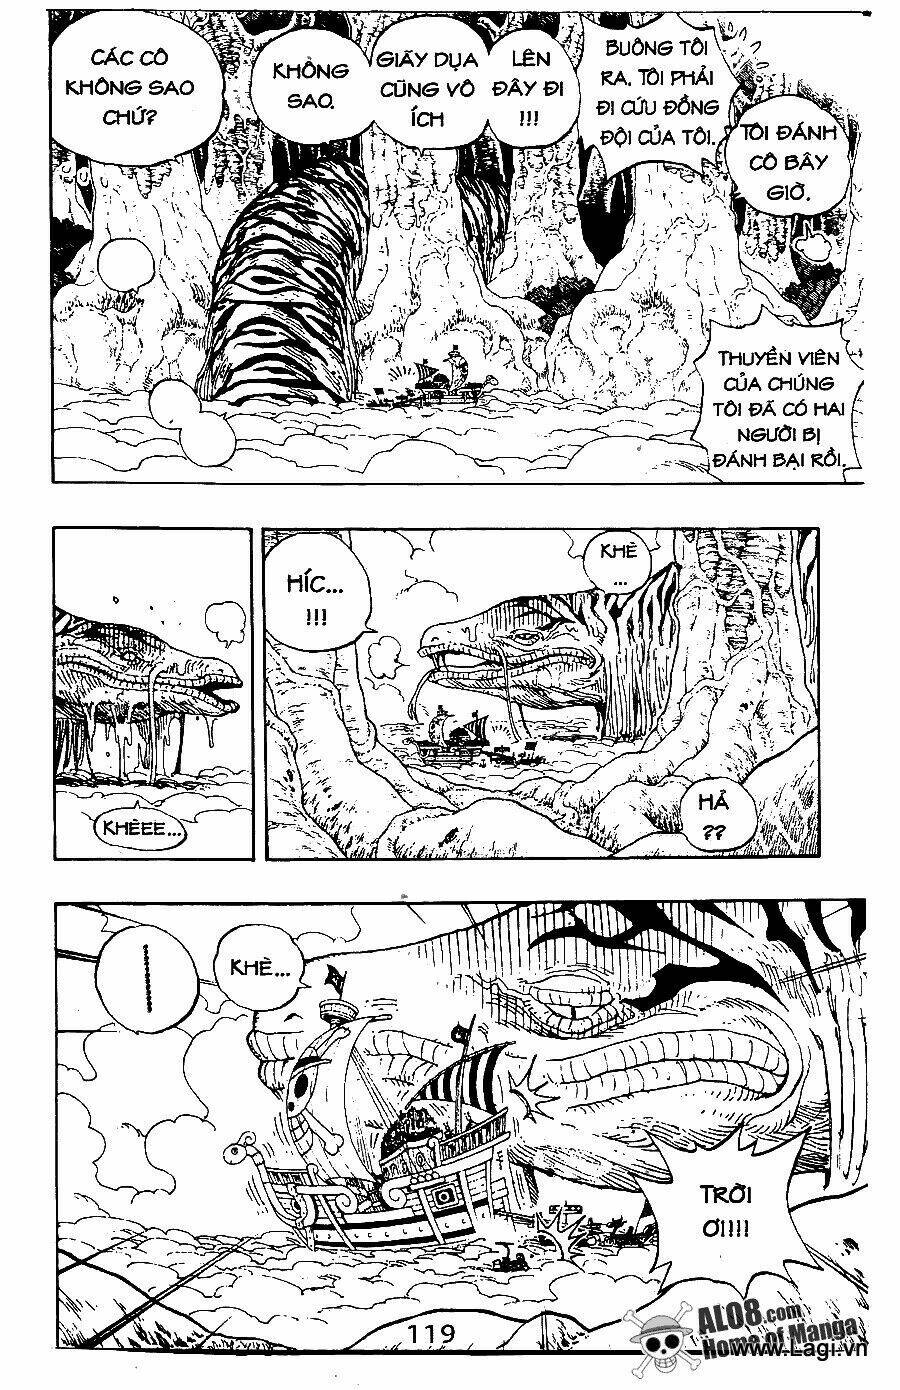 CÁC CÔ
KHÔNG SAO
CHỨ?
KHÔNG
SAO.
GIÃY DỤA
CŨNG VÔ
ÍCH
LÊN
ĐÂY ĐI
!!!
BUÔNG TÔI
RA. TÔI PHẢI
ĐI CỨU ĐỒNG
ĐỘI CỦA TÔI.
TÔI ĐÁNH
CÔ BÂY
GIỜ.
THUYỀN VIÊN
CỦA CHÚNG
TÔI ĐÃ CÓ HAI
NGƯỜI BỊ
ĐÁNH BẠI RỒI.
KHÈEE...
HÍC...
!!!
KHÈ
...
HẢ
??
KHÈ...
TRỜI
ƠI!!!!
119
ALO8.com
Home of Manga
www.Lagi.vn